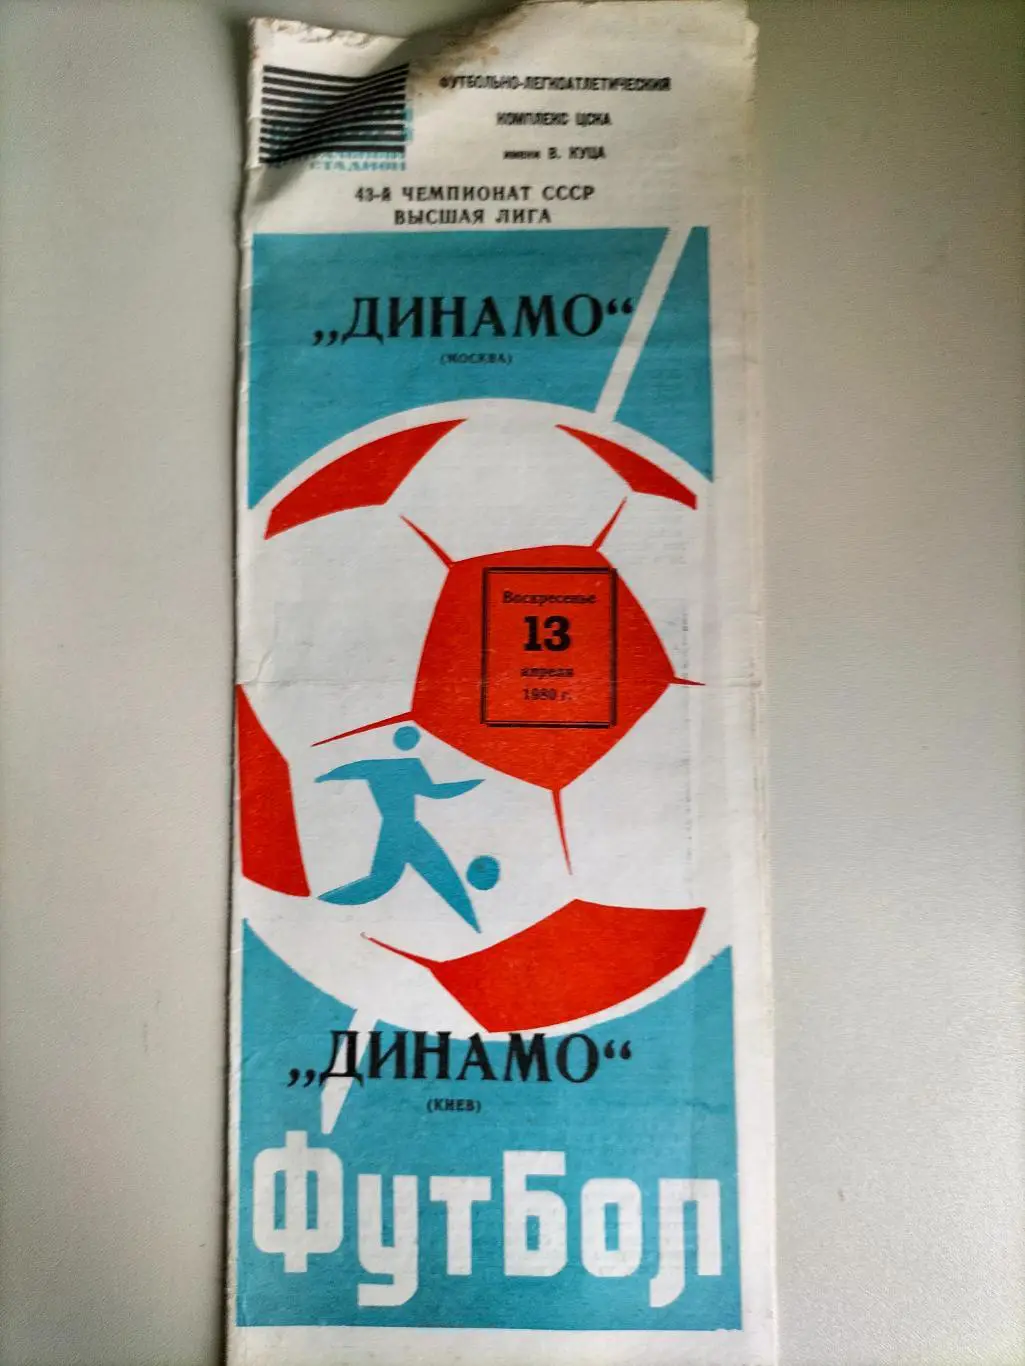 ФУТБОЛЬНО-ЛЕГКОАТЛЕТИЧЕСКИЙ
КОМПЛЕКС ЦСКА
имени В. КУЦА
СТАДИОН
43-й ЧЕМПИОНАТ СССР
ВЫСШАЯ ЛИГА
„ДИНАМО“
(МОСКВА)
Воскресенье
13
апреля
1980 г.
„ДИНАМО“
(КИЕВ)
ФутБол